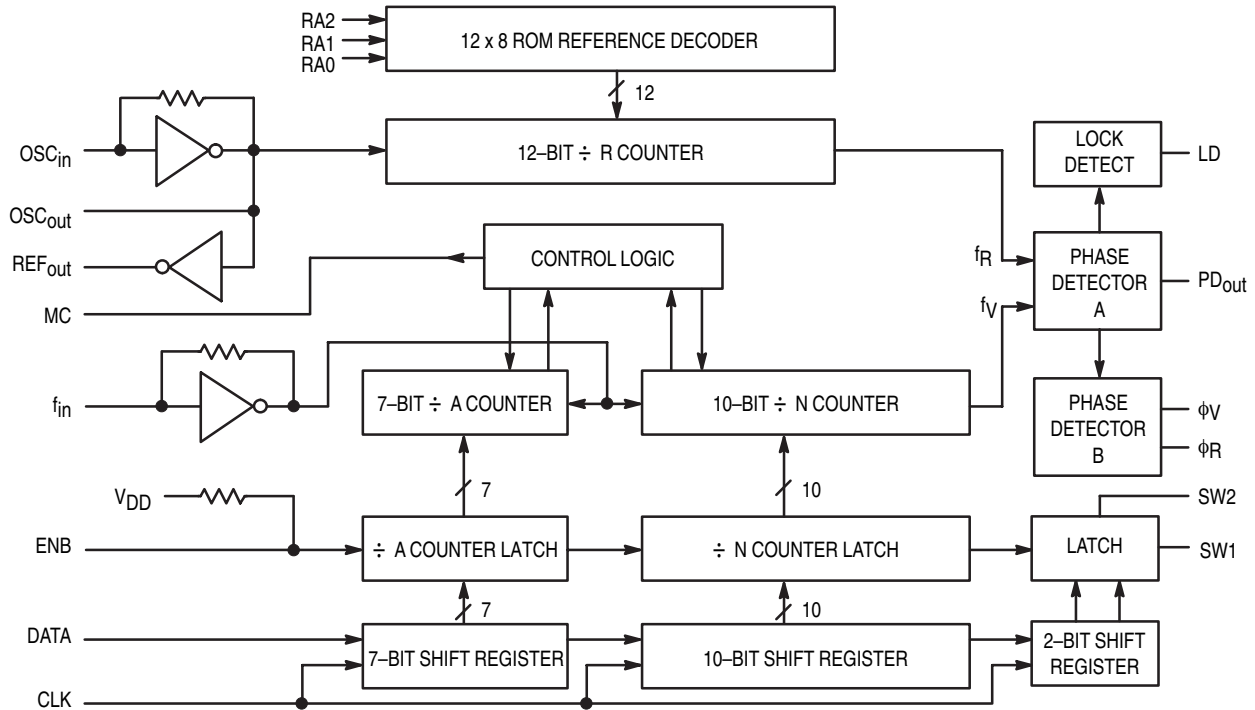 RA2
RA1
RA0
12 x 8 ROM REFERENCE DECODER
12
OSCin
12–BIT ÷ R COUNTER
LOCK
DETECT
LD
OSCout
REFout
CONTROL LOGIC
fR
PHASE
DETECTOR
A
PDout
MC
fV
fin
7–BIT ÷ A COUNTER
10–BIT ÷ N COUNTER
PHASE
DETECTOR
B
ϕV
ϕR
7
10
VDD
SW2
ENB
÷ A COUNTER LATCH
÷ N COUNTER LATCH
LATCH
SW1
7
10
DATA
7–BIT SHIFT REGISTER
10–BIT SHIFT REGISTER
2–BIT SHIFT
REGISTER
CLK